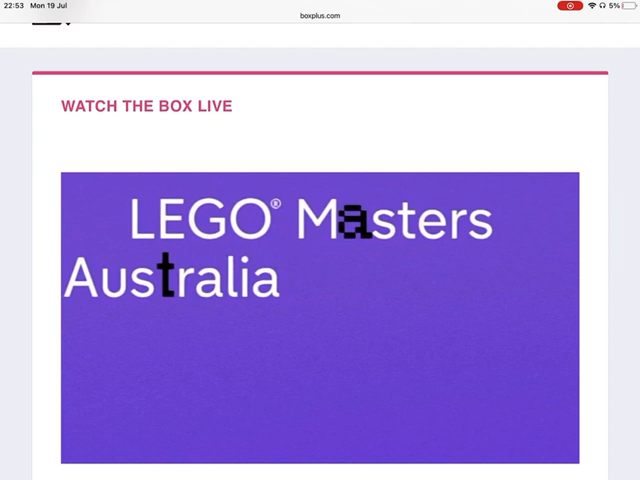 22:53 Mon 19 Jul 5%
boxplus.com
WATCH THE BOX LIVE
LEGO® Masters
Australia